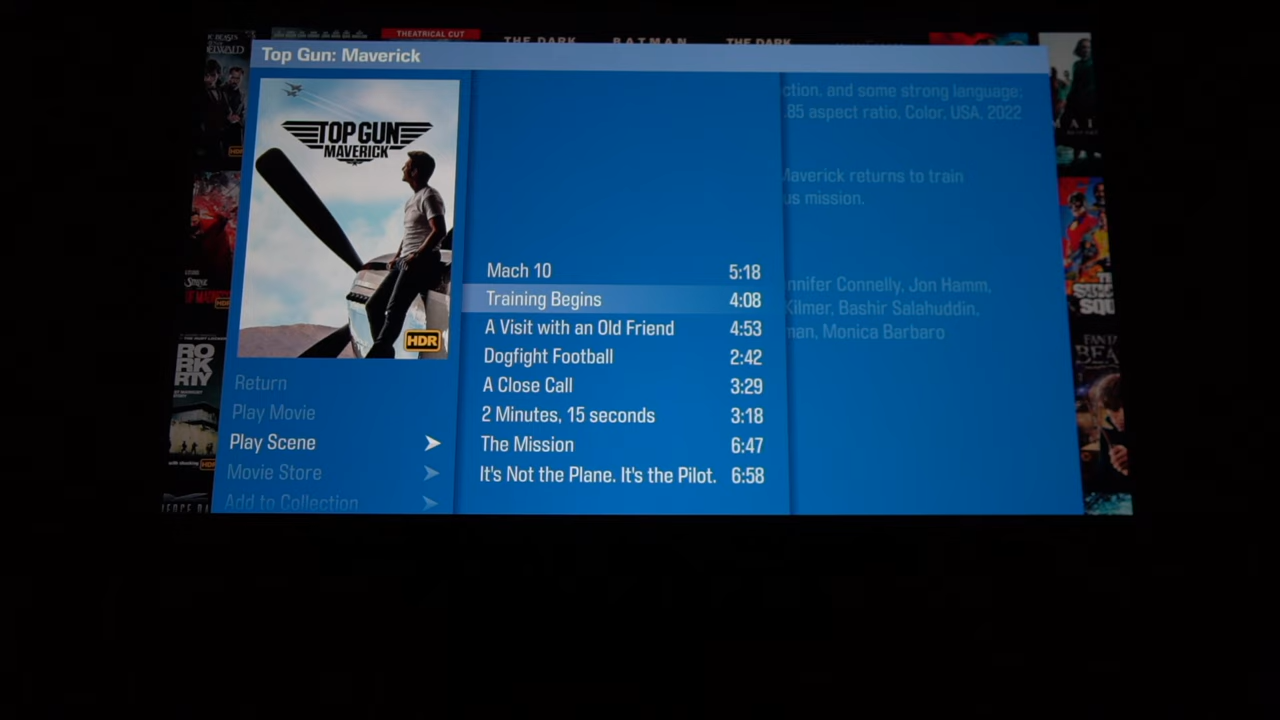 THEATRICAL CUT
THE DARK
BATMAN
THE DARK
Top Gun: Maverick
TOP GUN
MAVERICK
HDR
Return
Play Movie
Play Scene
Movie Store
Add to Collection
Mach 10 5:18
Training Begins 4:08
A Visit with an Old Friend 4:53
Dogfight Football 2:42
A Close Call 3:29
2 Minutes, 15 seconds 3:18
The Mission 6:47
It's Not the Plane. It's the Pilot. 6:58
ction, and some strong language;
.85 aspect ratio, Color, USA, 2022
Maverick returns to train
us mission.
nnifer Connelly, Jon Hamm,
Kilmer, Bashir Salahuddin,
man, Monica Barbaro